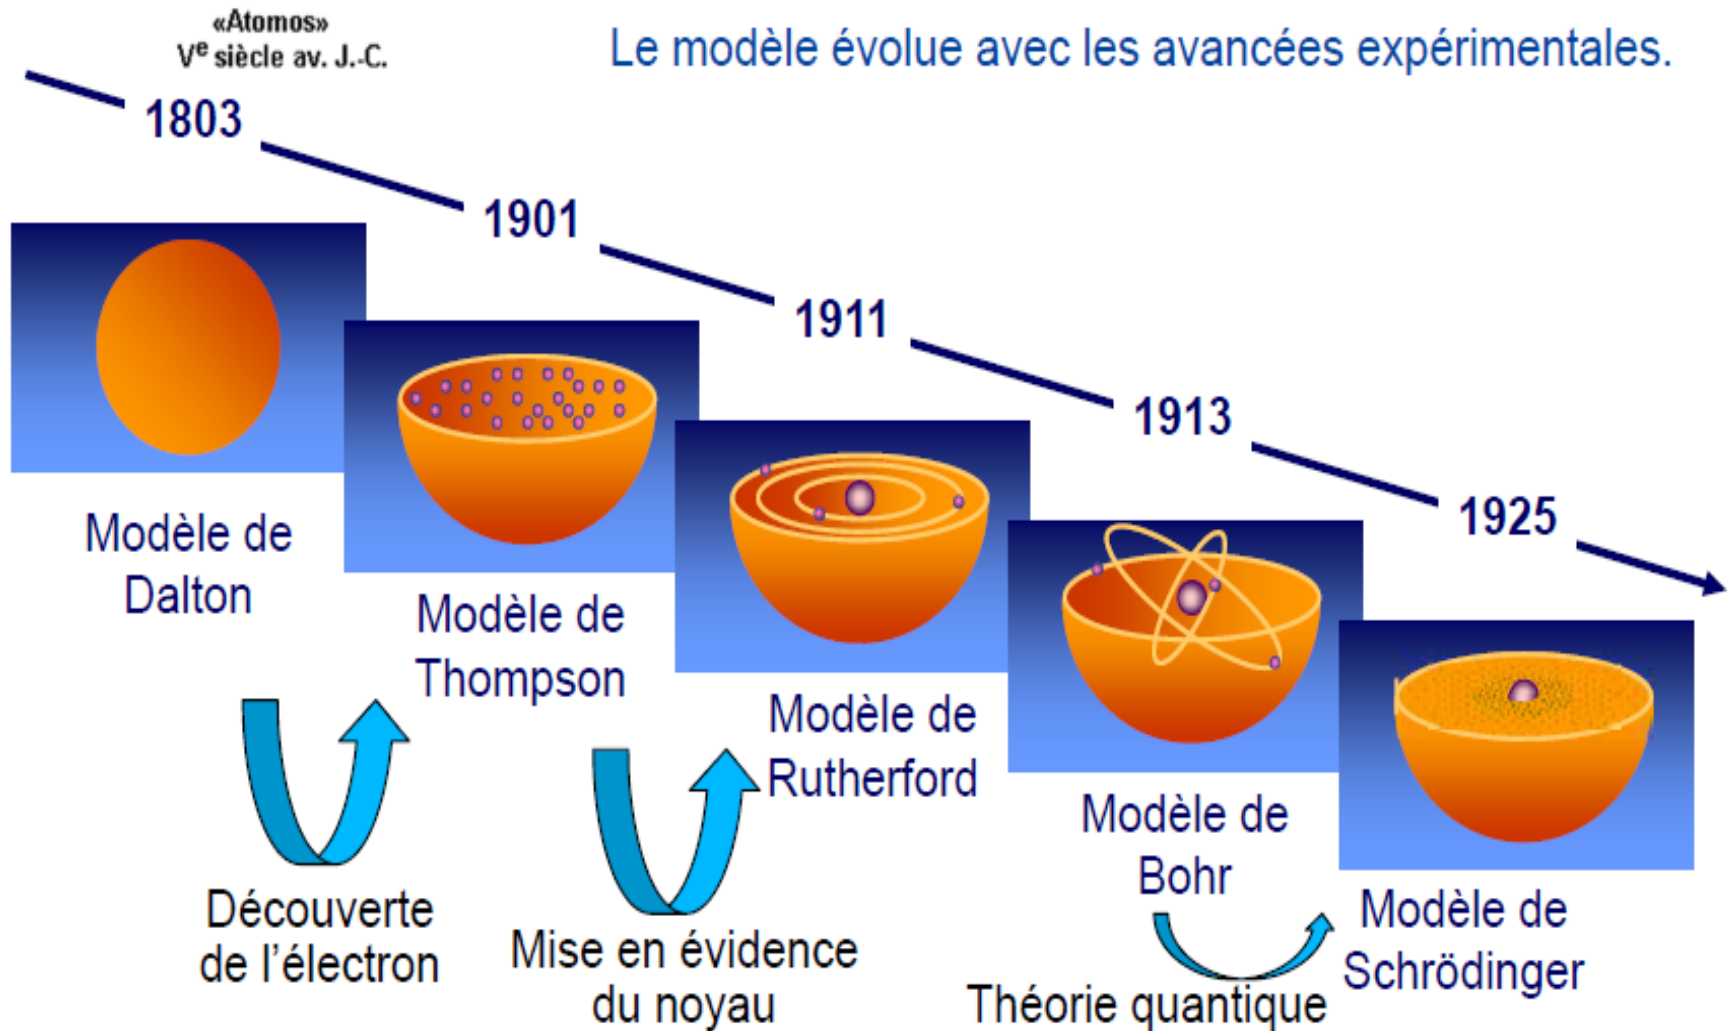 «Atomos»
Ve siècle av. J.-C.
Le modèle évolue avec les avancées expérimentales.
1803
1901
1911
1913
1925
Modèle de
Dalton
Modèle de
Thompson
Modèle de
Rutherford
Modèle de
Bohr
Modèle de
Schrödinger
Découverte
de l'électron
Mise en évidence
du noyau
Théorie quantique